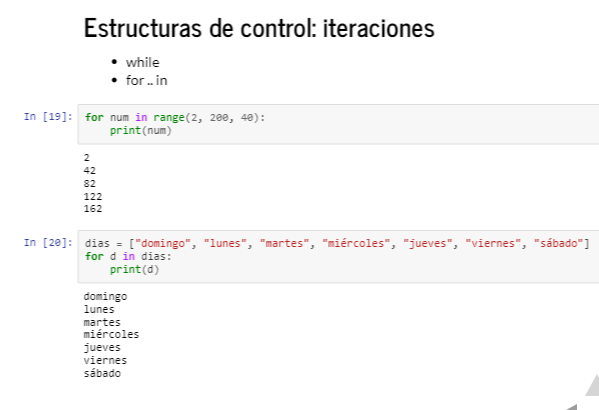 Estructuras de control: iteraciones
• while
• for .. in
In [19]: for num in range(2, 200, 40):
print(num)
2
42
82
122
162
In [20]: dias = ["domingo", "lunes", "martes", "miércoles", "jueves", "viernes", "sábado"]
for d in dias:
print(d)
domingo
lunes
martes
miércoles
jueves
viernes
sábado